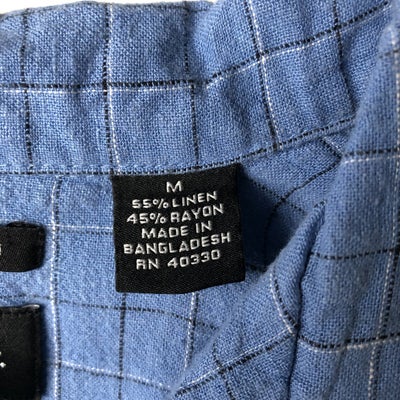 M
55% LINEN
45% RAYON
MADE IN
BANGLADESH
RN 40330